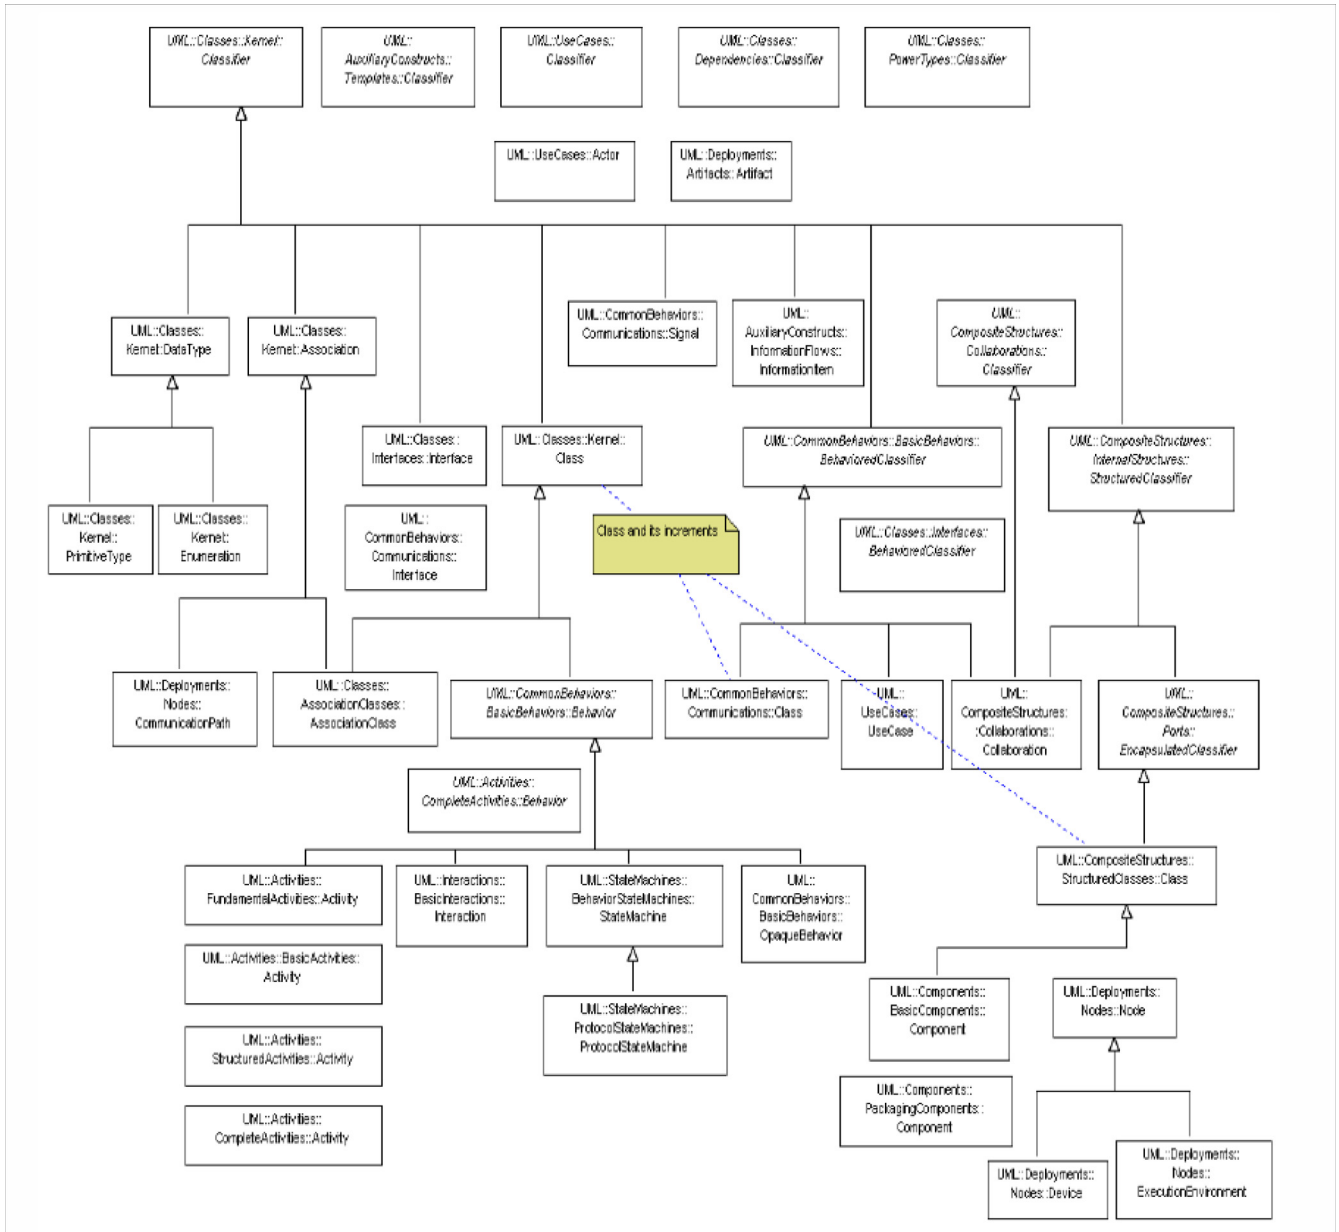 UML::Classes::Kernel::
Classifier
UML::
AuxiliaryConstructs::
Templates::Classifier
UML::UseCases::
Classifier
UML::Classes::
Dependencies::Classifier
UML::Classes::
PowerTypes::Classifier
UML::UseCases::Actor
UML::Deployments::
Artifacts::Artifact
UML::Classes::
Kernel::DataType
UML::Classes::
Kernel::Association
UML::CommonBehaviors::
Communications::Signal
UML::
AuxiliaryConstructs::
InformationFlows::
InformationItem
UML::
CompositeStructures::
Collaborations::
Classifier
UML::Classes::
Interfaces::Interface
UML::Classes::Kernel::
Class
UML::CommonBehaviors::BasicBehaviors::
BehavioredClassifier
UML::CompositeStructures::
InternalStructures::
StructuredClassifier
UML::Classes::
Kernel::
PrimitiveType
UML::Classes::
Kernel::
Enumeration
UML::
CommonBehaviors::
Communications::
Interface
Class and its increments
UML::Classes::Interfaces::
BehavioredClassifier
UML::Deployments::
Nodes::
CommunicationPath
UML::Classes::
AssociationClasses::
AssociationClass
UML::CommonBehaviors::
BasicBehaviors::Behavior
UML::CommonBehaviors::
Communications::Class
UML::
UseCases::
UseCase
UML::
CompositeStructures:
:Collaborations::
Collaboration
UML::
CompositeStructures::
Ports::
EncapsulatedClassifier
UML::Activities::
CompleteActivities::Behavior
UML::CompositeStructures::
StructuredClasses::Class
UML::Activities::
FundamentalActivities::Activity
UML::Interactions::
BasicInteractions::
Interaction
UML::StateMachines::
BehaviorStateMachines::
StateMachine
UML::
CommonBehaviors::
BasicBehaviors::
OpaqueBehavior
UML::Activities::BasicActivities::
Activity
UML::StateMachines::
ProtocolStateMachines::
ProtocolStateMachine
UML::Components::
BasicComponents::
Component
UML::Deployments::
Nodes::Node
UML::Activities::
StructuredActivities::Activity
UML::Components::
PackagingComponents::
Component
UML::Activities::
CompleteActivities::Activity
UML::Deployments::
Nodes::Device
UML::Deployments::
Nodes::
ExecutionEnvironment